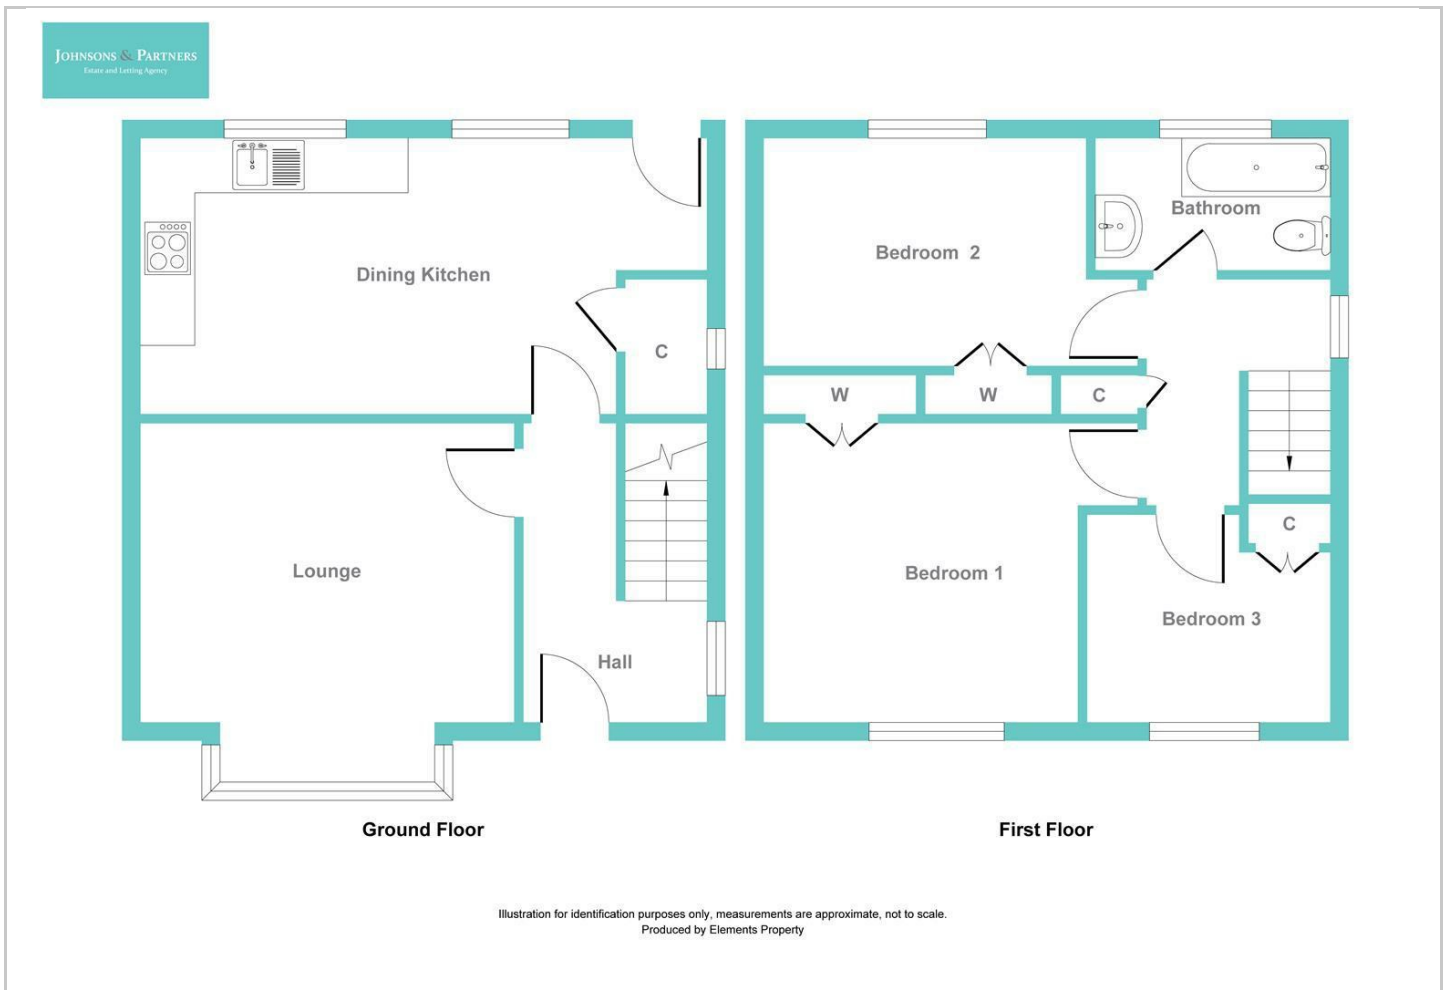 JOHNSONS & PARTNERS
Estate and Letting Agency
Dining Kitchen
C
Lounge
Hall
Ground Floor
Bedroom 2
Bathroom
W
W
C
Bedroom 1
C
Bedroom 3
First Floor
Illustration for identification purposes only, measurements are approximate, not to scale.
Produced by Elements Property